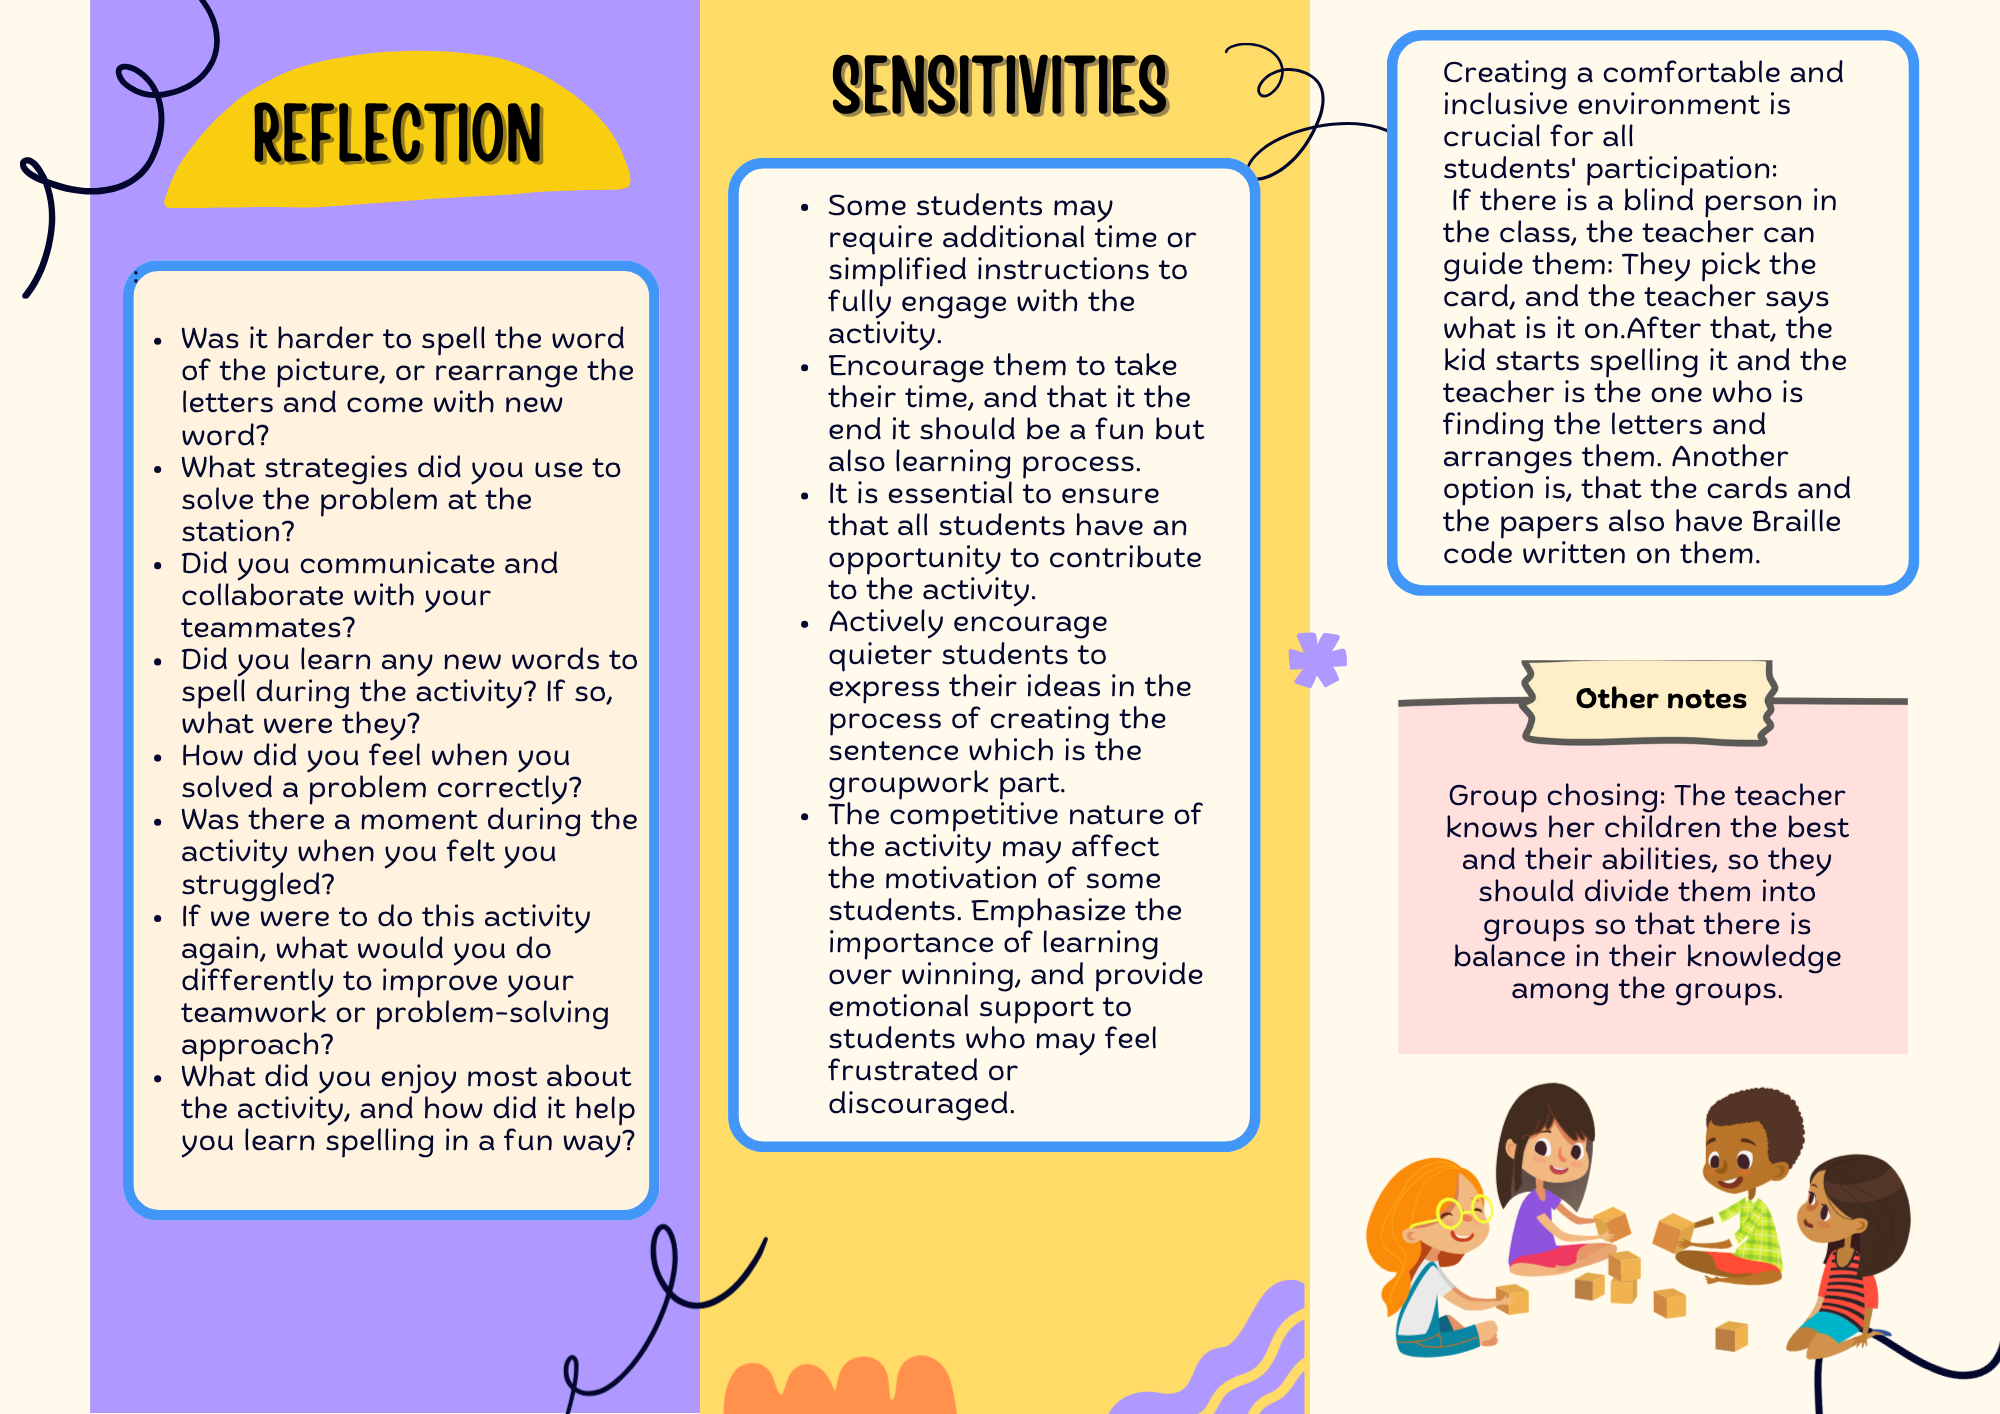 REFLECTION
:
• Was it harder to spell the word
of the picture, or rearrange the
letters and come with new
word?
• What strategies did you use to
solve the problem at the
station?
• Did you communicate and
collaborate with your
teammates?
• Did you learn any new words to
spell during the activity? If so,
what were they?
• How did you feel when you
solved a problem correctly?
• Was there a moment during the
activity when you felt you
struggled?
• If we were to do this activity
again, what would you do
differently to improve your
teamwork or problem-solving
approach?
• What did you enjoy most about
the activity, and how did it help
you learn spelling in a fun way?
SENSITIVITIES
• Some students may
require additional time or
simplified instructions to
fully engage with the
activity.
• Encourage them to take
their time, and that it the
end it should be a fun but
also learning process.
• It is essential to ensure
that all students have an
opportunity to contribute
to the activity.
• Actively encourage
quieter students to
express their ideas in the
process of creating the
sentence which is the
groupwork part.
• The competitive nature of
the activity may affect
the motivation of some
students. Emphasize the
importance of learning
over winning, and provide
emotional support to
students who may feel
frustrated or
discouraged.
Creating a comfortable and
inclusive environment is
crucial for all
students' participation:
If there is a blind person in
the class, the teacher can
guide them: They pick the
card, and the teacher says
what is it on.After that, the
kid starts spelling it and the
teacher is the one who is
finding the letters and
arranges them. Another
option is, that the cards and
the papers also have Braille
code written on them.
Other notes
Group chosing: The teacher
knows her children the best
and their abilities, so they
should divide them into
groups so that there is
balance in their knowledge
among the groups.